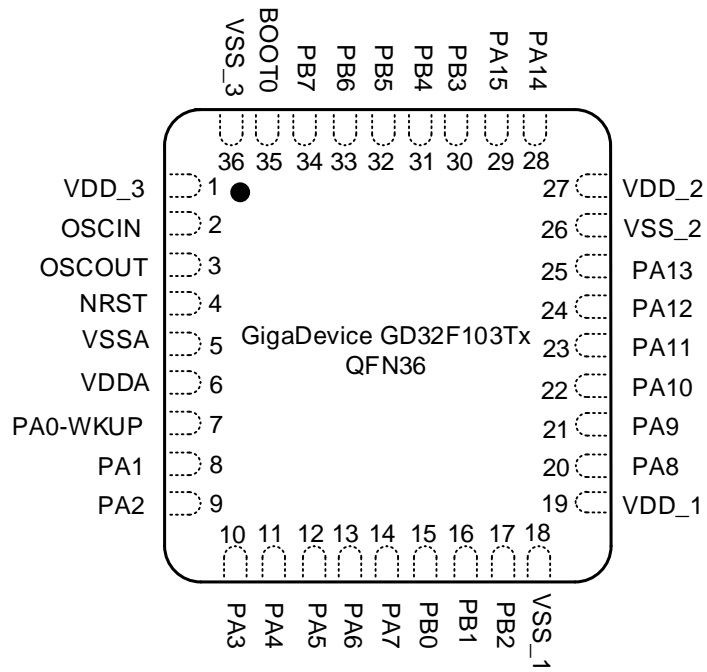 VSS_3
BOOT0
PB7
PB6
PB5
PB4
PB3
PA15
PA14
36 35 34 33 32 31 30 29 28
VDD_3 1 27 VDD_2
OSCIN 2 26 VSS_2
OSCOUT 3 25 PA13
NRST 4 24 PA12
VSSA 5 23 PA11
GigaDevice GD32F103Tx
QFN36
VDDA 6 22 PA10
PA0-WKUP 7 21 PA9
PA1 8 20 PA8
PA2 9 19 VDD_1
10 11 12 13 14 15 16 17 18
PA3
PA4
PA5
PA6
PA7
PB0
PB1
PB2
VSS_1